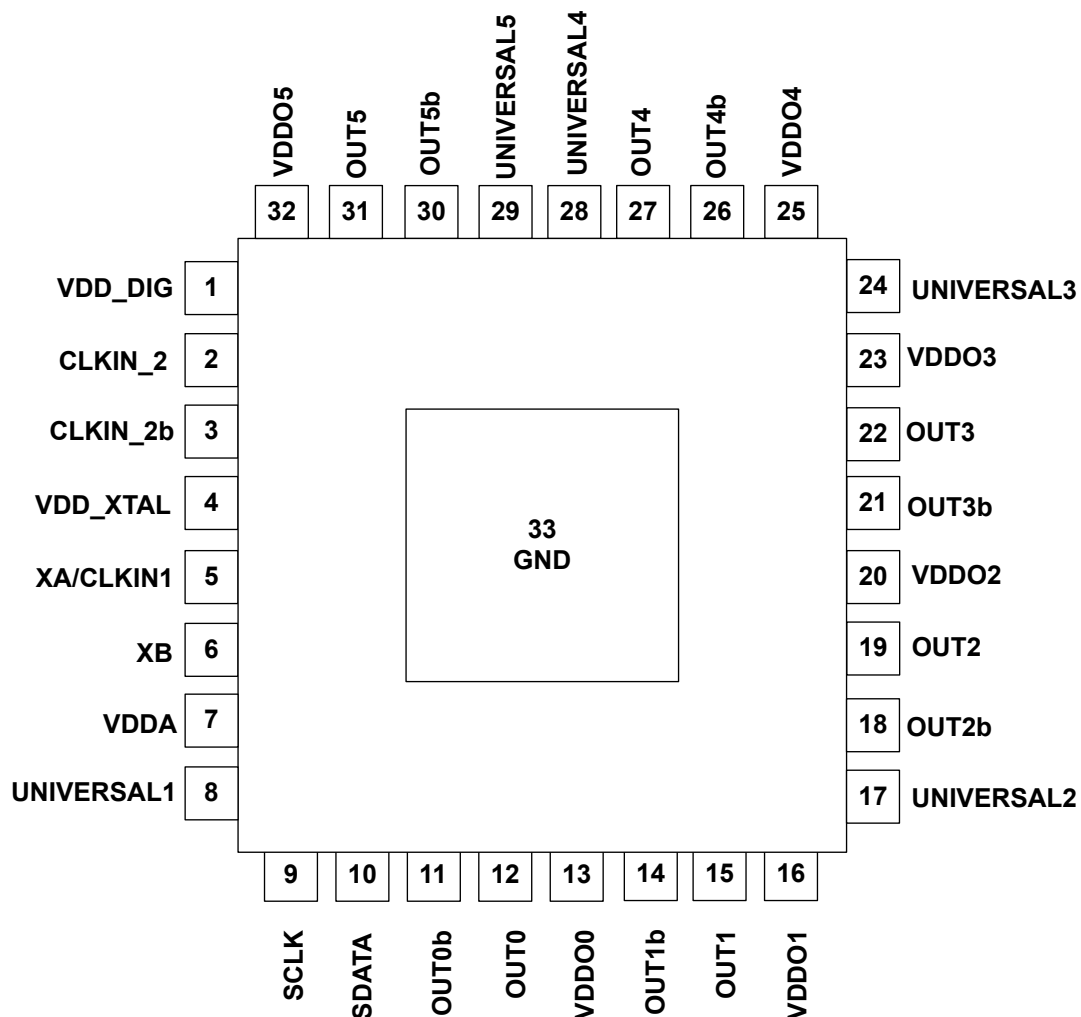 VDDO5
OUT5
OUT5b
UNIVERSAL5
UNIVERSAL4
OUT4
OUT4b
VDDO4
32
31
30
29
28
27
26
25
VDD_DIG 1
CLKIN_2 2
CLKIN_2b 3
VDD_XTAL 4
XA/CLKIN1 5
XB 6
VDDA 7
UNIVERSAL1 8
33
GND
24 UNIVERSAL3
23 VDDO3
22 OUT3
21 OUT3b
20 VDDO2
19 OUT2
18 OUT2b
17 UNIVERSAL2
9
10
11
12
13
14
15
16
SCLK
SDATA
OUT0b
OUT0
VDDO0
OUT1b
OUT1
VDDO1